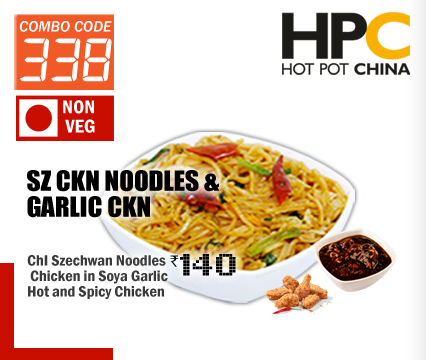 COMBO CODE
338
NON
VEG
HPC
HOT POT CHINA
SZ CKN NOODLES &
GARLIC CKN
ChI Szechwan Noodles
Chicken in Soya Garlic
Hot and Spicy Chicken
₹140